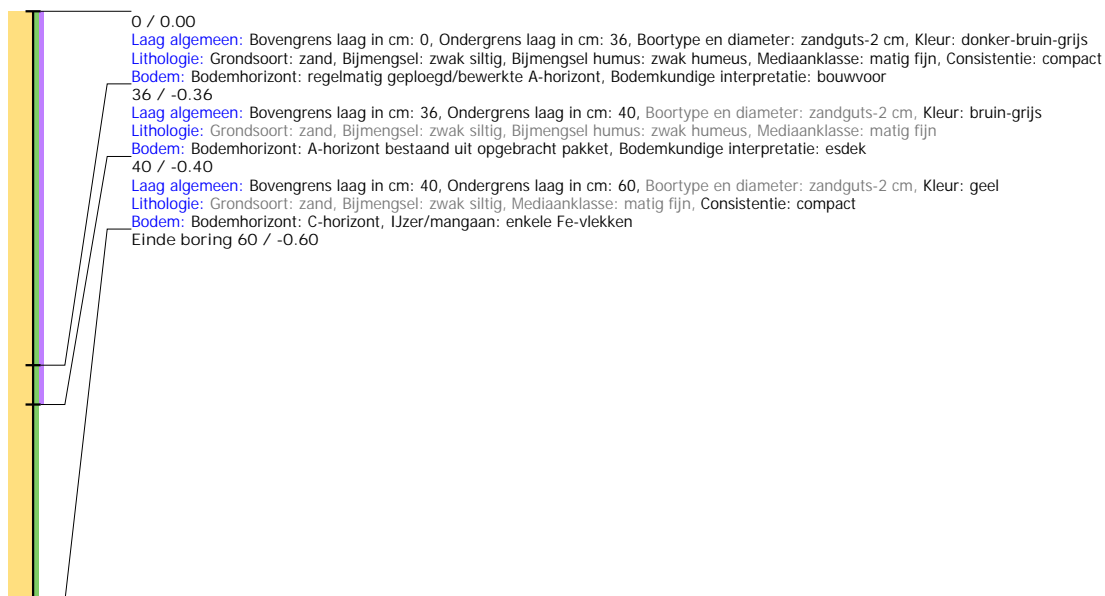 0 / 0.00
Laag algemeen: Bovengrens laag in cm: 0, Ondergrens laag in cm: 36, Boortype en diameter: zandguts-2 cm, Kleur: donker-bruin-grijs
Lithologie: Grondsoort: zand, Bijmengsel: zwak siltig, Bijmengsel humus: zwak humeus, Mediaanklasse: matig fijn, Consistentie: compact
Bodem: Bodemhorizont: regelmatig geploegd/bewerkte A-horizont, Bodemkundige interpretatie: bouwvoor
36 / -0.36
Laag algemeen: Bovengrens laag in cm: 36, Ondergrens laag in cm: 40, Boortype en diameter: zandguts-2 cm, Kleur: bruin-grijs
Lithologie: Grondsoort: zand, Bijmengsel: zwak siltig, Bijmengsel humus: zwak humeus, Mediaanklasse: matig fijn
Bodem: Bodemhorizont: A-horizont bestaand uit opgebracht pakket, Bodemkundige interpretatie: esdek
40 / -0.40
Laag algemeen: Bovengrens laag in cm: 40, Ondergrens laag in cm: 60, Boortype en diameter: zandguts-2 cm, Kleur: geel
Lithologie: Grondsoort: zand, Bijmengsel: zwak siltig, Mediaanklasse: matig fijn, Consistentie: compact
Bodem: Bodemhorizont: C-horizont, IJzer/mangaan: enkele Fe-vlekken
Einde boring 60 / -0.60